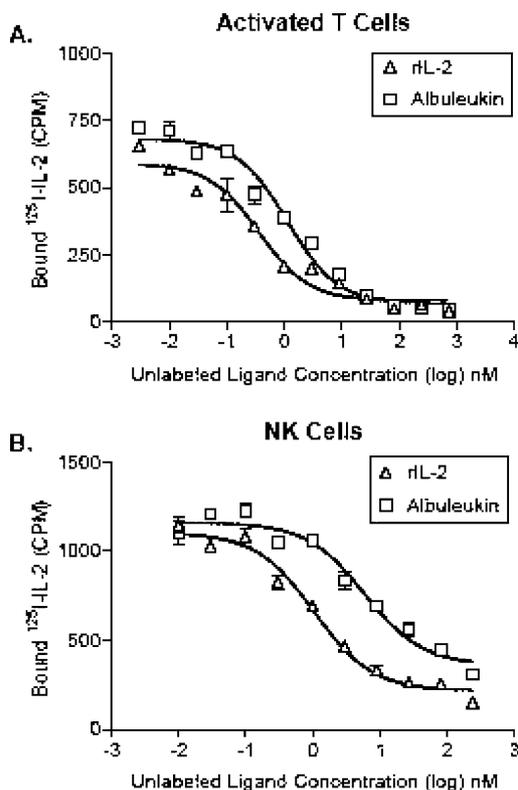 A.
Activated T Cells
rIL-2
Albuleukin
Bound ¹²⁵I-IL-2 (CPM)
1000
750
500
250
0
-3 -2 -1 0 1 2 3 4
Unlabeled Ligand Concentration (log) nM
B.
NK Cells
rIL-2
Albuleukin
Bound ¹²⁵I-IL-2 (CPM)
1500
1000
500
0
-3 -2 -1 0 1 2 3
Unlabeled Ligand Concentration (log) nM